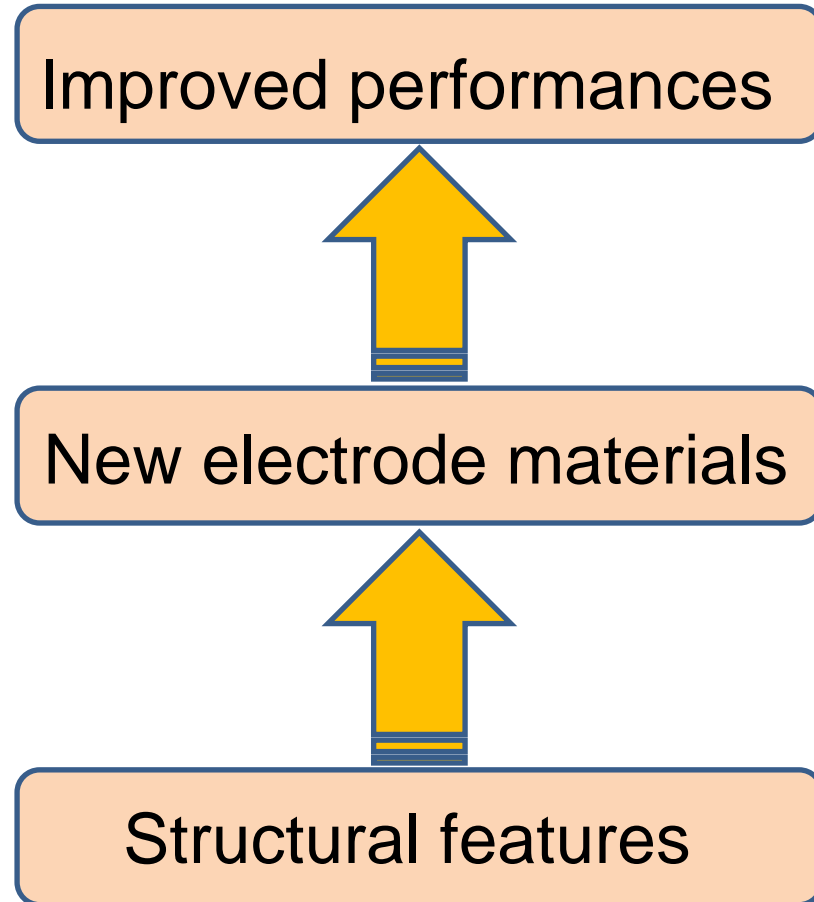 Improved performances
New electrode materials
Structural features